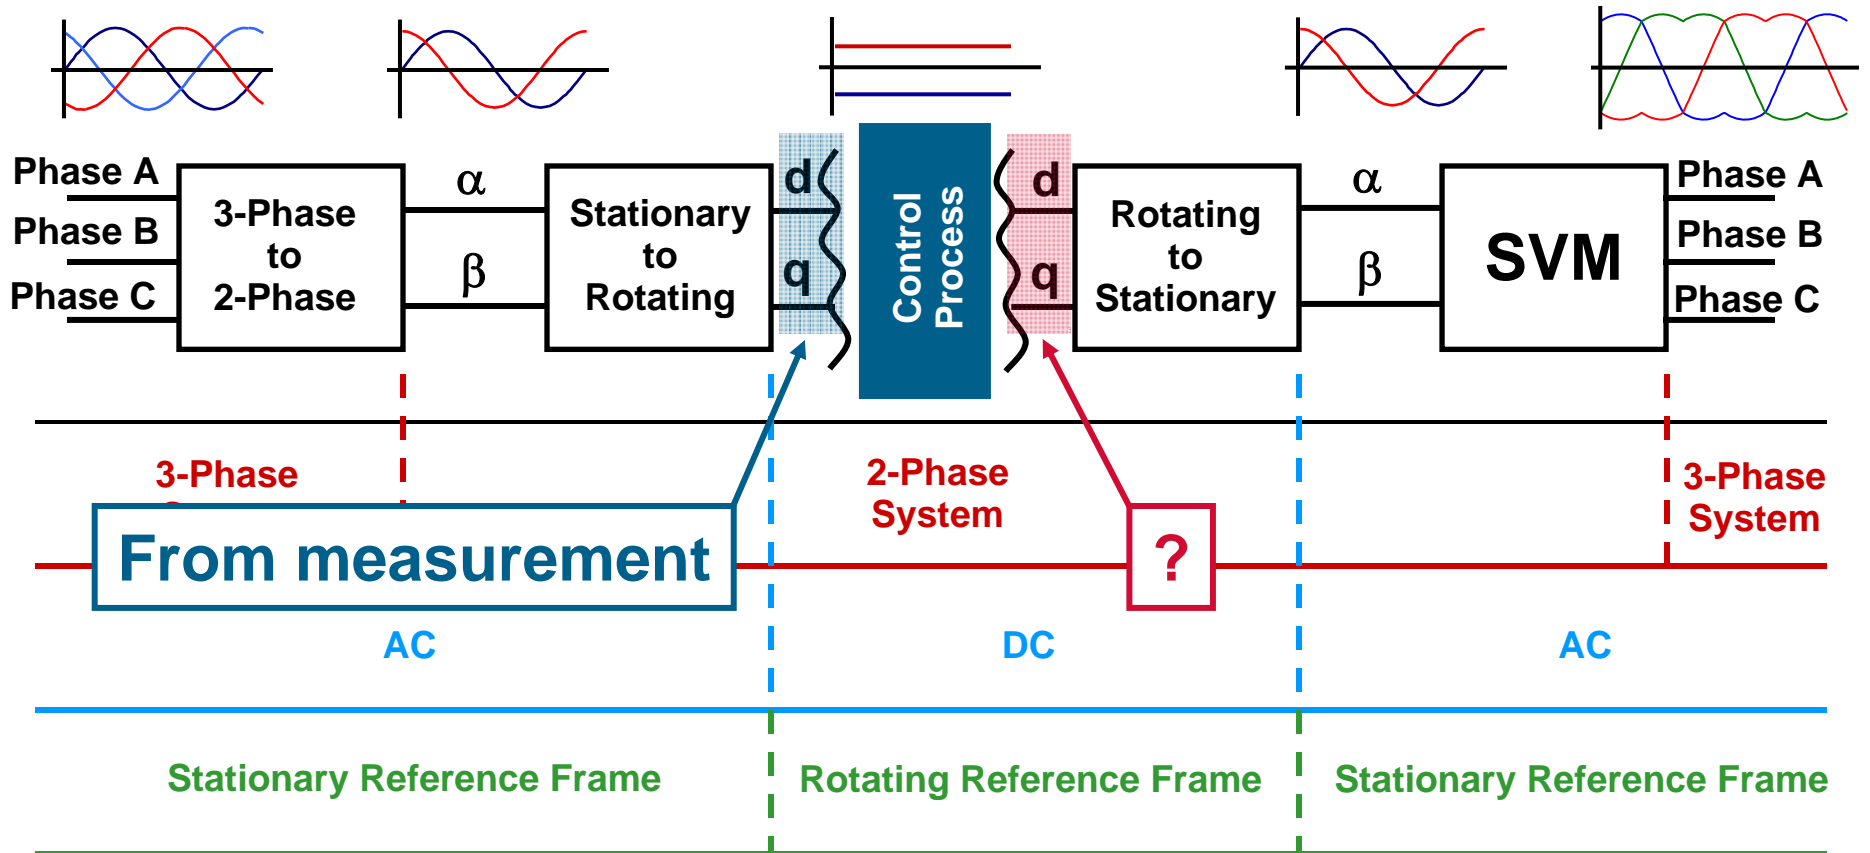 Phase A
Phase B
Phase C
3-Phase
to
2-Phase
α
β
Stationary
to
Rotating
d
q
Control
Process
d
q
Rotating
to
Stationary
α
β
SVM
Phase A
Phase B
Phase C
3-Phase
2-Phase
System
3-Phase
System
From measurement
?
AC
DC
AC
Stationary Reference Frame
Rotating Reference Frame
Stationary Reference Frame